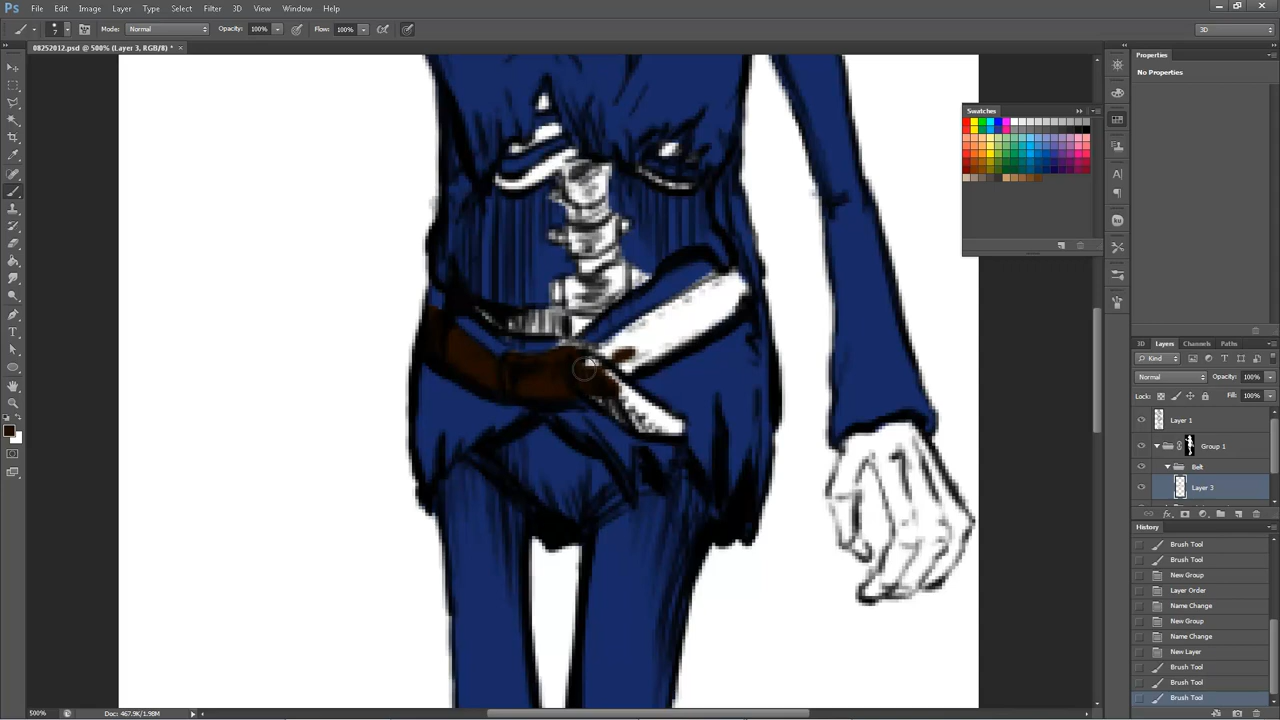 Ps File Edit Image Layer Type Select Filter 3D View Window Help
7 Mode: Normal Opacity: 100% Flow: 100% 3D
08252012.psd @ 500% (Layer 3, RGB/8) * ×
Properties
No Properties
Swatches
3D Layers Channels Paths
Kind
Normal Opacity: 100%
Lock: Fill: 100%
Layer 1
Group 1
Belt
Layer 3
History
Brush Tool
Brush Tool
New Group
Layer Order
Name Change
New Group
Name Change
New Layer
Brush Tool
Brush Tool
Brush Tool
500% Doc: 467.9K/1.98M